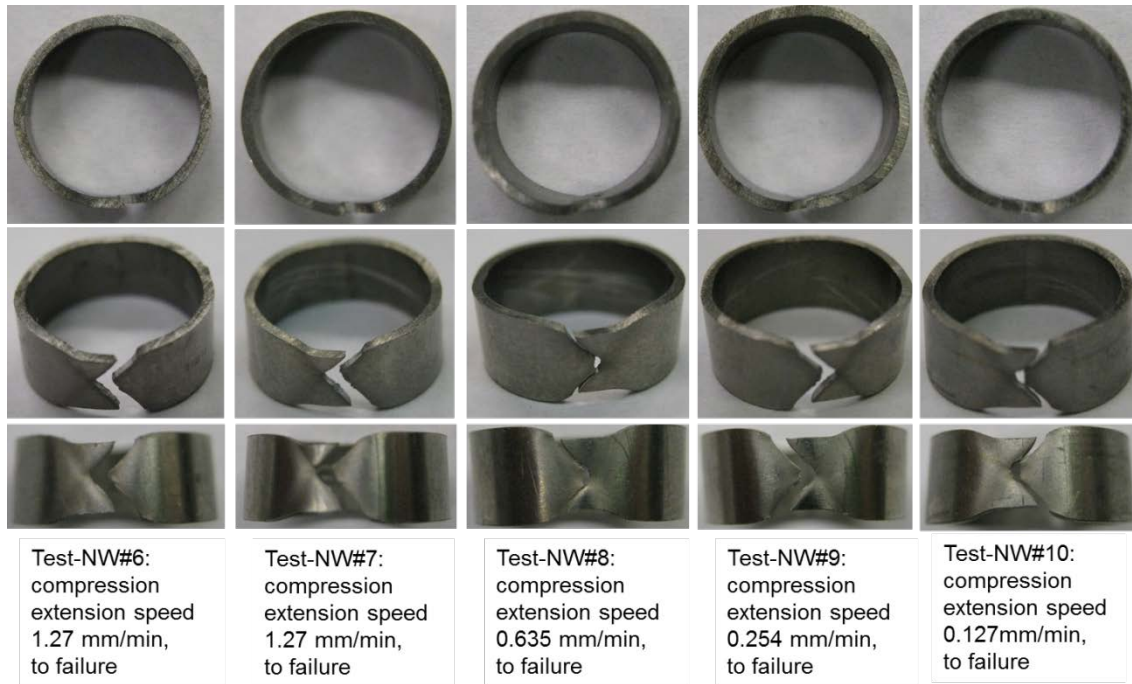 Test-NW#6:
compression
extension speed
1.27 mm/min,
to failure
Test-NW#7:
compression
extension speed
1.27 mm/min,
to failure
Test-NW#8:
compression
extension speed
0.635 mm/min,
to failure
Test-NW#9:
compression
extension speed
0.254 mm/min,
to failure
Test-NW#10:
compression
extension speed
0.127mm/min,
to failure